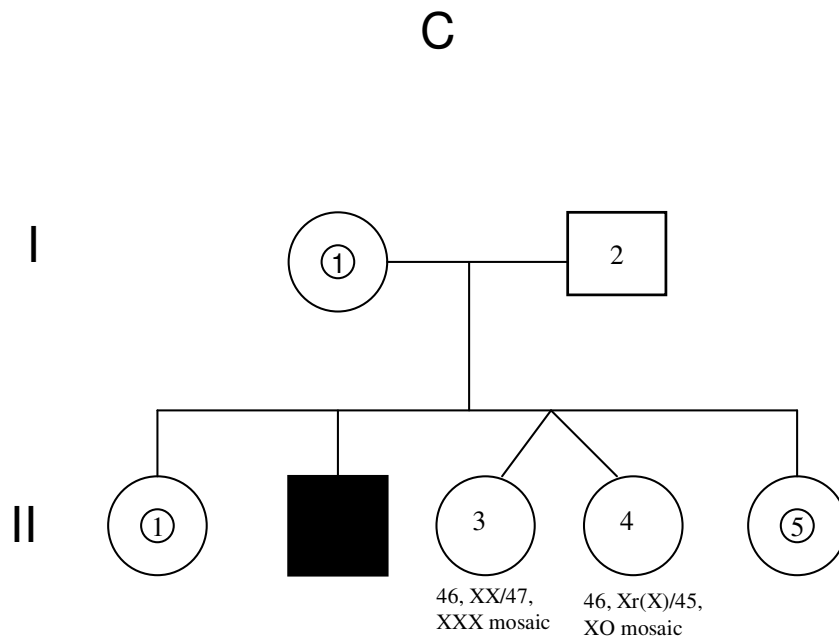 C
I
1
2
II
1
3
4
5
46, XX/47,
XXX mosaic
46, Xr(X)/45,
XO mosaic